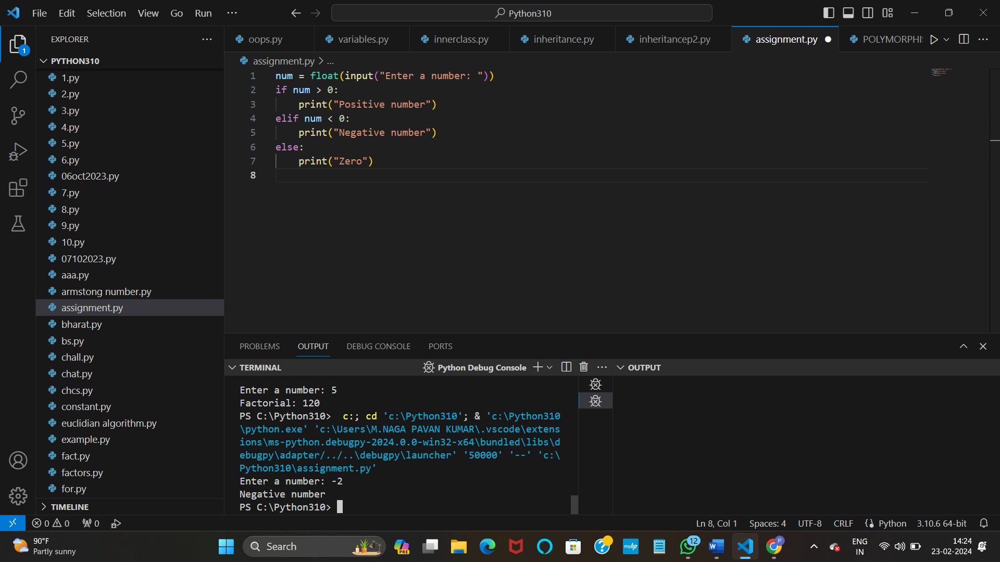 File Edit Selection View Go Run ...
Python310
EXPLORER ...
PYTHON310
1.py
2.py
3.py
4.py
5.py
6.py
06oct2023.py
7.py
8.py
9.py
10.py
07102023.py
aaa.py
armstong number.py
assignment.py
bharat.py
bs.py
chall.py
chat.py
chcs.py
constant.py
euclidian algorithm.py
example.py
fact.py
factors.py
for.py
TIMELINE
oops.py variables.py innerclass.py inheritance.py inheritancep2.py assignment.py POLYMORPHI
assignment.py > ...
1 num = float(input("Enter a number: "))
2 if num > 0:
3     print("Positive number")
4 elif num < 0:
5     print("Negative number")
6 else:
7     print("Zero")
8
PROBLEMS OUTPUT DEBUG CONSOLE PORTS
TERMINAL Python Debug Console ... OUTPUT
Enter a number: 5
Factorial: 120
PS C:\Python310>  c:; cd 'c:\Python310'; & 'c:\Python310
\python.exe' 'c:\Users\M.NAGA PAVAN KUMAR\.vscode\extens
ions\ms-python.debugpy-2024.0.0-win32-x64\bundled\libs\d
ebugpy\adapter/../..\debugpy\launcher' '50000' '--' 'c:\
Python310\assignment.py'
Enter a number: -2
Negative number
PS C:\Python310>
0 0 0 Ln 8, Col 1 Spaces: 4 UTF-8 CRLF Python 3.10.6 64-bit
90°F
Partly sunny
Search
PRE
myhp
12
P
1
ENG
IN
14:24
23-02-2024